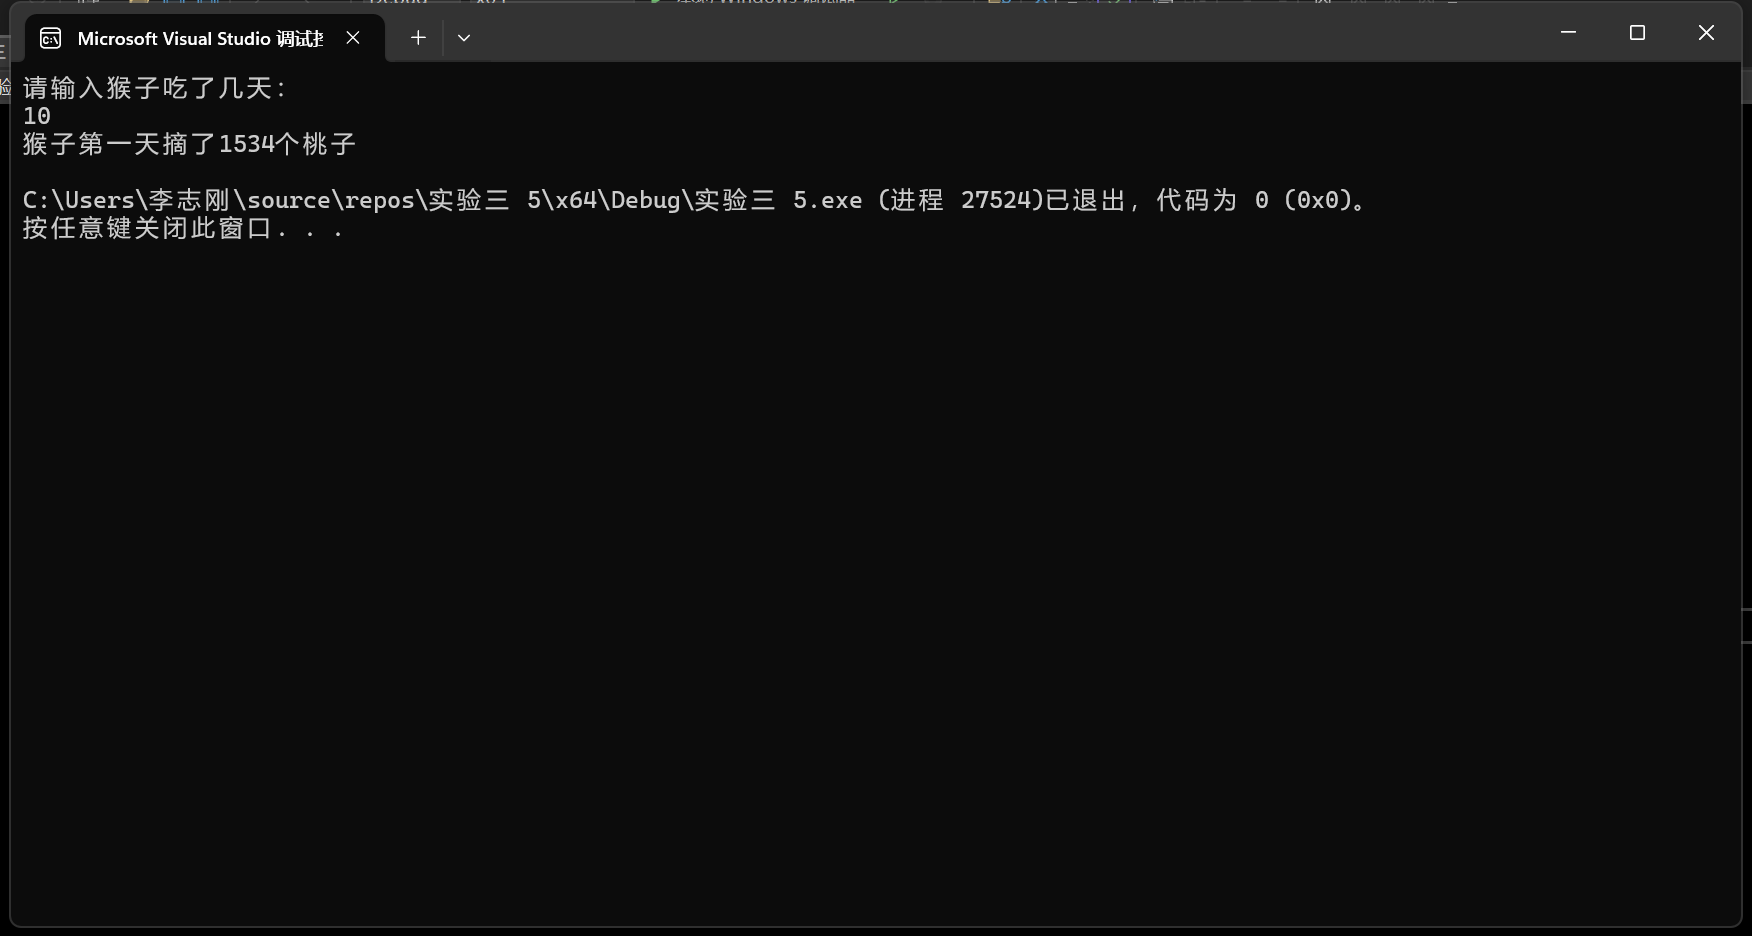 Microsoft Visual Studio 调试
请输入猴子吃了几天：
10
猴子第一天摘了1534个桃子
C:\Users\李志刚\source\repos\实验三 5\x64\Debug\实验三 5.exe (进程 27524)已退出，代码为 0 (0x0)。
按任意键关闭此窗口. . .